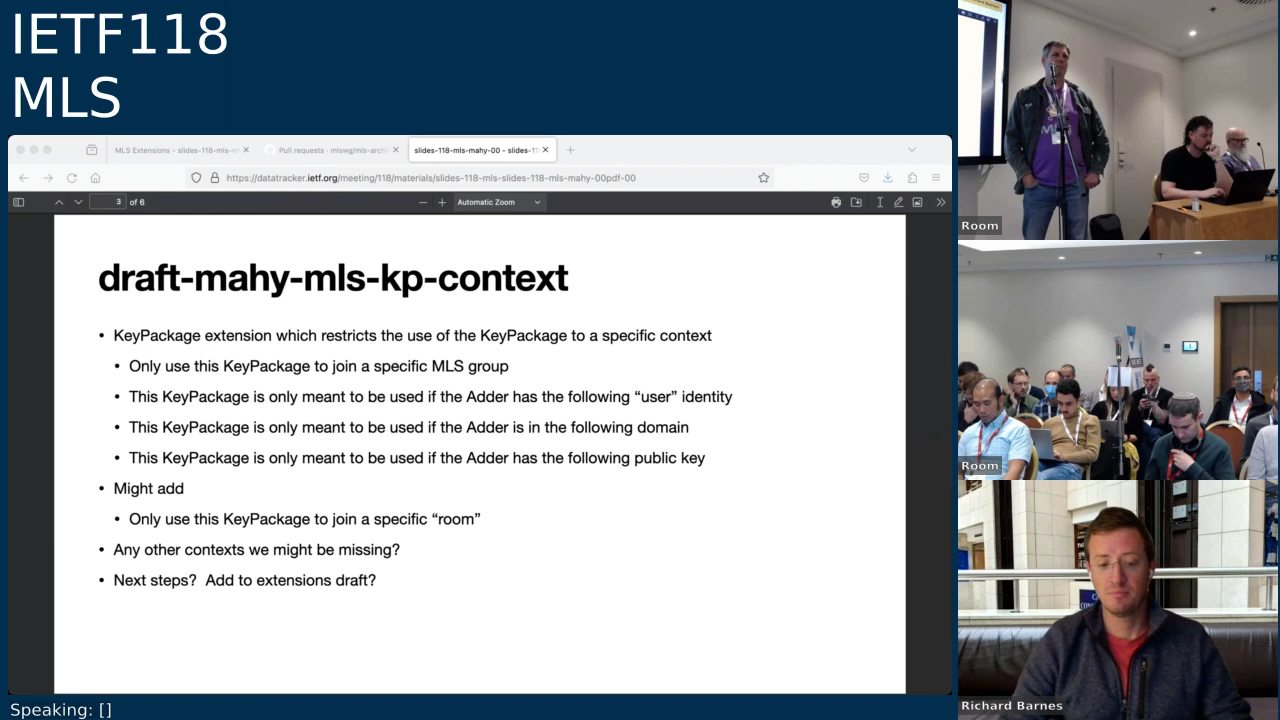 IETF118
MLS
MLS Extensions - slides-118-mls-m
Pull requests · mlswg/mls-archi
slides-118-mls-mahy-00 - slides-11
https://datatracker.ietf.org/meeting/118/materials/slides-118-mls-slides-118-mls-mahy-00pdf-00
3 of 6
Automatic Zoom
draft-mahy-mls-kp-context
• KeyPackage extension which restricts the use of the KeyPackage to a specific context
• Only use this KeyPackage to join a specific MLS group
• This KeyPackage is only meant to be used if the Adder has the following “user” identity
• This KeyPackage is only meant to be used if the Adder is in the following domain
• This KeyPackage is only meant to be used if the Adder has the following public key
• Might add
• Only use this KeyPackage to join a specific “room”
• Any other contexts we might be missing?
• Next steps?  Add to extensions draft?
Speaking: []
Room
Room
Richard Barnes